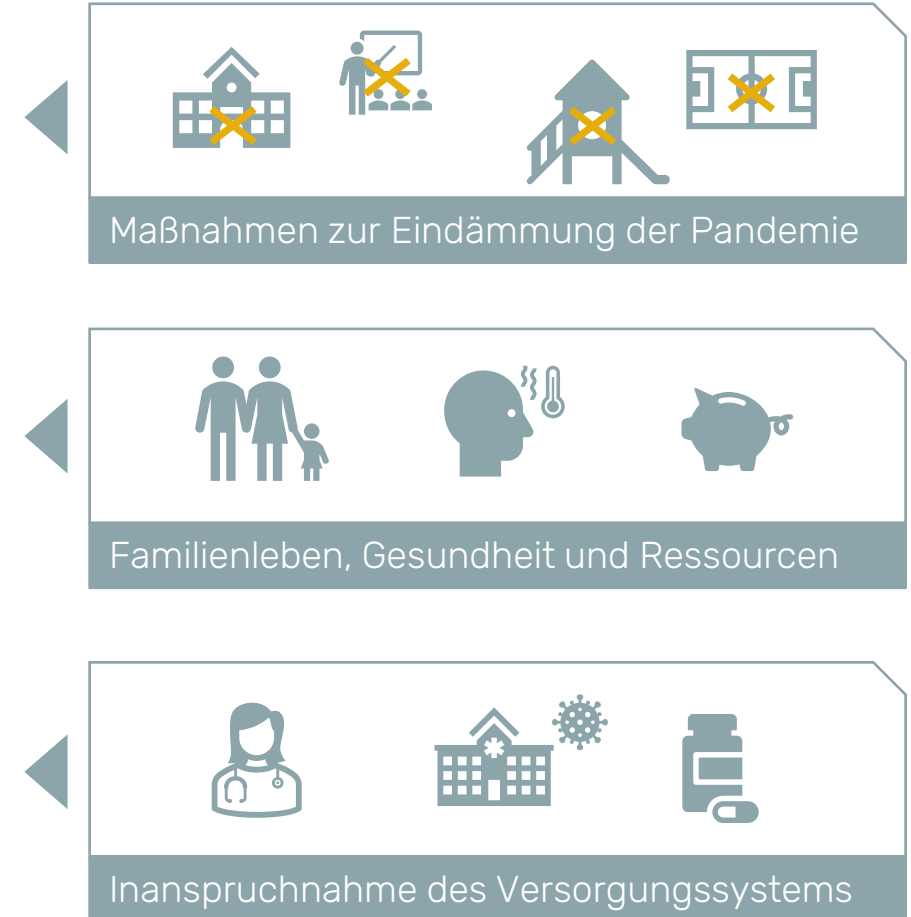 Maßnahmen zur Eindämmung der Pandemie
Familienleben, Gesundheit und Ressourcen
Inanspruchnahme des Versorgungssystems